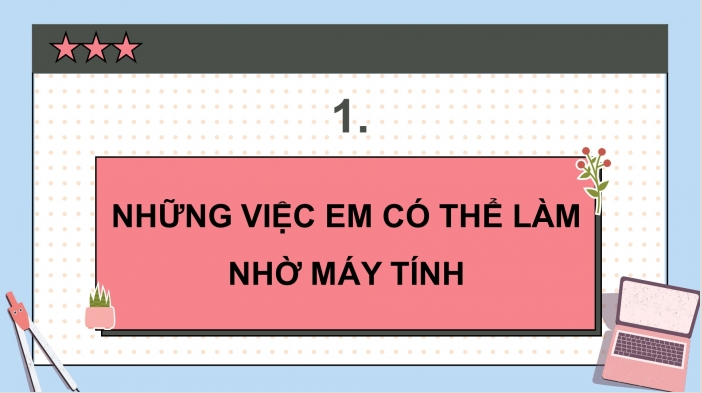 1.
NHỮNG VIỆC EM CÓ THỂ LÀM
NHỜ MÁY TÍNH